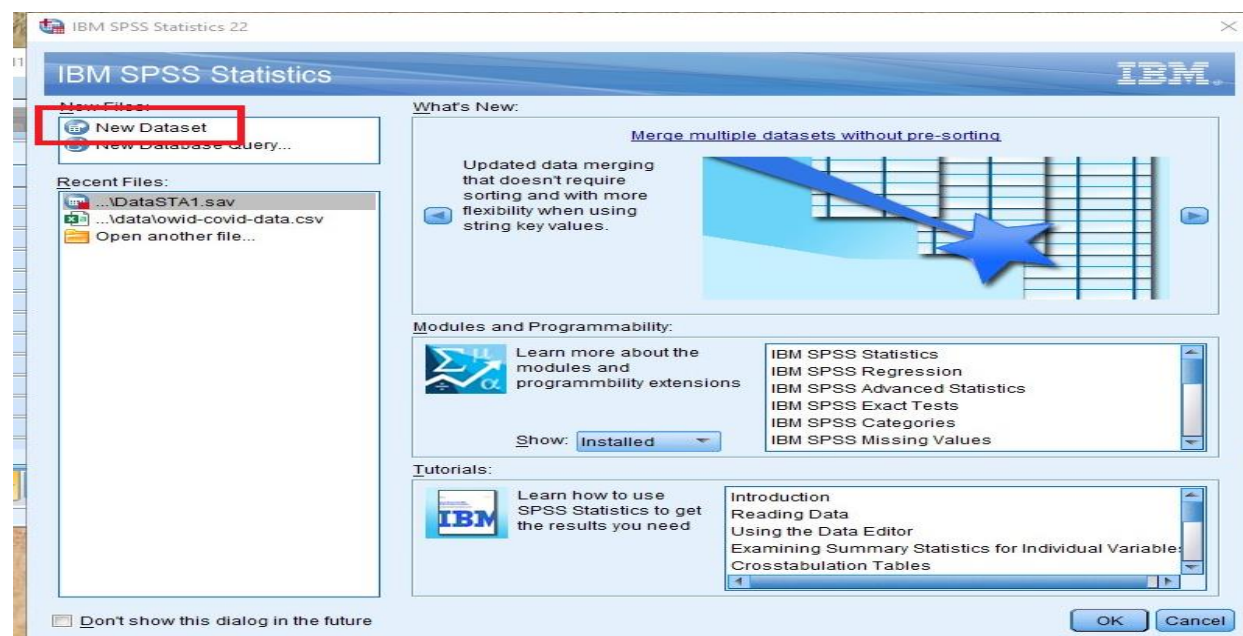 IBM SPSS Statistics 22
IBM SPSS Statistics
IBM
New Files:
New Dataset
New Database Query...
Recent Files:
...\DataSTA1.sav
...\data\owid-covid-data.csv
Open another file...
What's New:
Merge multiple datasets without pre-sorting
Updated data merging
that doesn't require
sorting and with more
flexibility when using
string key values.
Modules and Programmability:
Learn more about the
modules and
programmbility extensions
Show: Installed
IBM SPSS Statistics
IBM SPSS Regression
IBM SPSS Advanced Statistics
IBM SPSS Exact Tests
IBM SPSS Categories
IBM SPSS Missing Values
Tutorials:
IBM
Learn how to use
SPSS Statistics to get
the results you need
Introduction
Reading Data
Using the Data Editor
Examining Summary Statistics for Individual Variable
Crosstabulation Tables
Don't show this dialog in the future
OK
Cancel